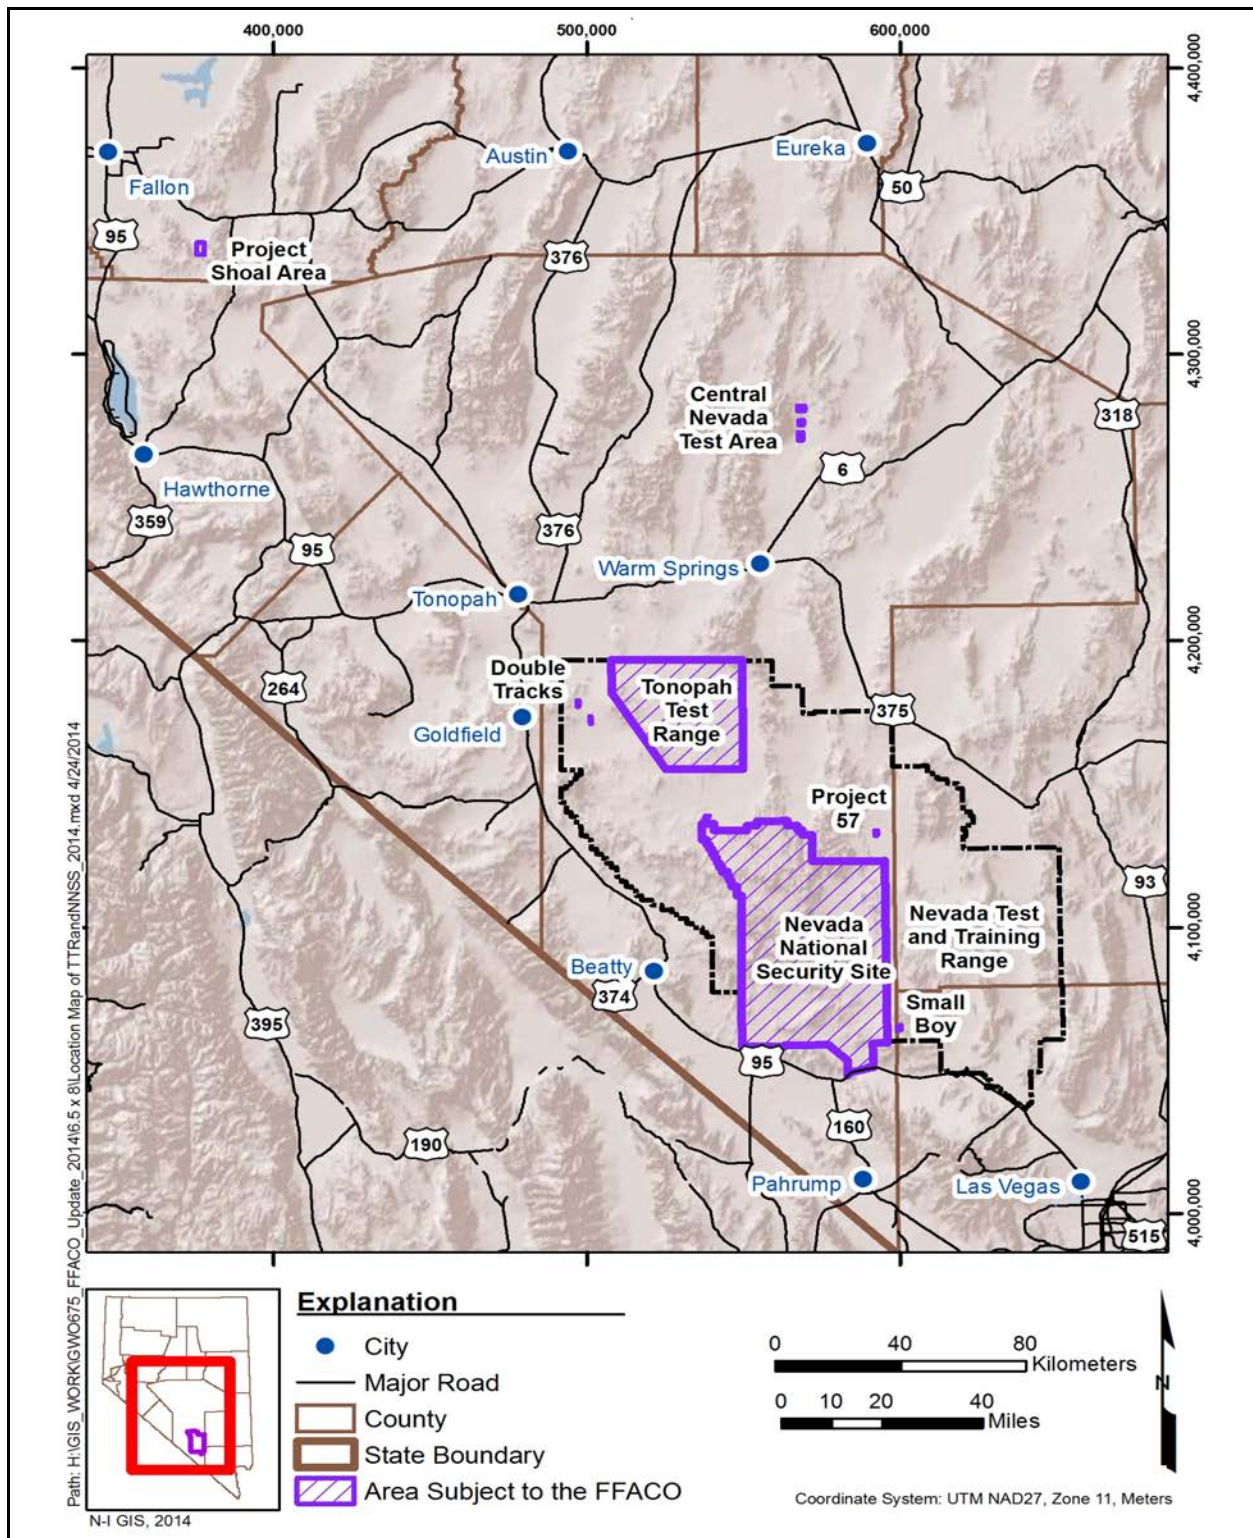 400,000
500,000
600,000
4,400,000
Austin
Eureka
Fallon
50
95
Project
Shoal Area
376
4,300,000
Central
Nevada
Test Area
318
6
Hawthorne
359
95
376
Warm Springs
Tonopah
4,200,000
Double
Tracks
Tonopah
Test
Range
264
375
Goldfield
Project
57
93
Nevada
National
Security Site
Nevada Test
and Training
Range
4,100,000
Beatty
374
Small
Boy
395
95
160
190
Pahrump
Las Vegas
4,000,000
515
Path: H:\GIS_WORK\GWO675_FFACO_Update_2014\6.5 x 8\Location Map of TTRandNNSS_2014.mxd 4/24/2014
Explanation
City
Major Road
County
State Boundary
Area Subject to the FFACO
0 40 80
Kilometers
0 10 20 40
Miles
N
Coordinate System: UTM NAD27, Zone 11, Meters
N-I GIS, 2014